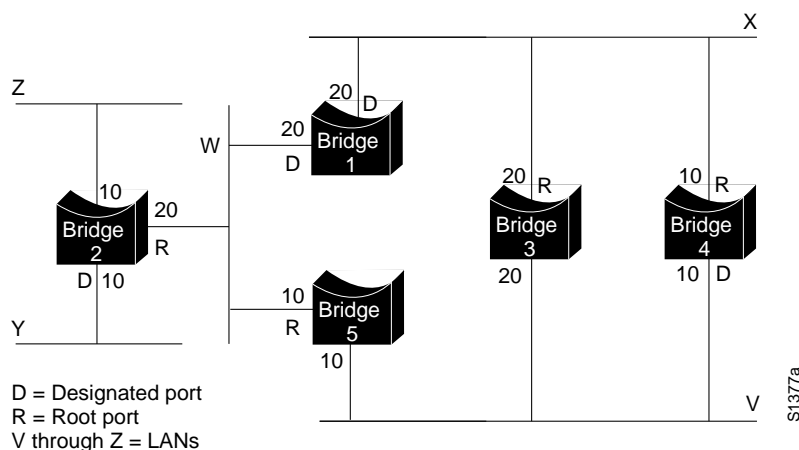 X
Z
20 D
20
W
Bridge
1
D
10
20
20 R
10 R
Bridge
2
R
Bridge
3
Bridge
4
D 10
20
10 D
10
Bridge
5
R
10
Y
D = Designated port
R = Root port
V through Z = LANs
V
S1377a